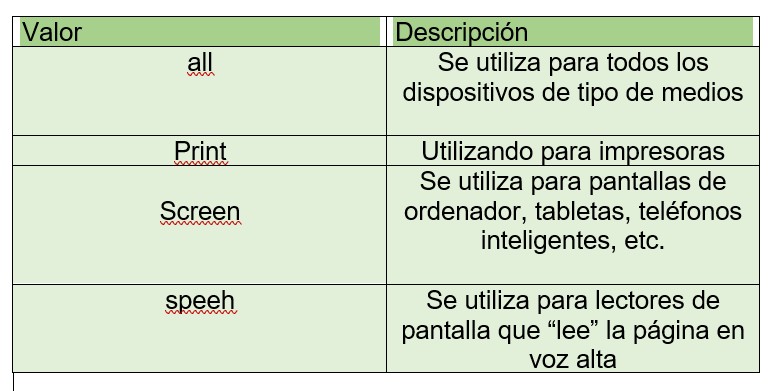 Valor Descripción
all Se utiliza para todos los
dispositivos de tipo de medios
Print Utilizando para impresoras
Screen Se utiliza para pantallas de
ordenador, tabletas, teléfonos
inteligentes, etc.
speeh Se utiliza para lectores de
pantalla que “lee” la página en
voz alta